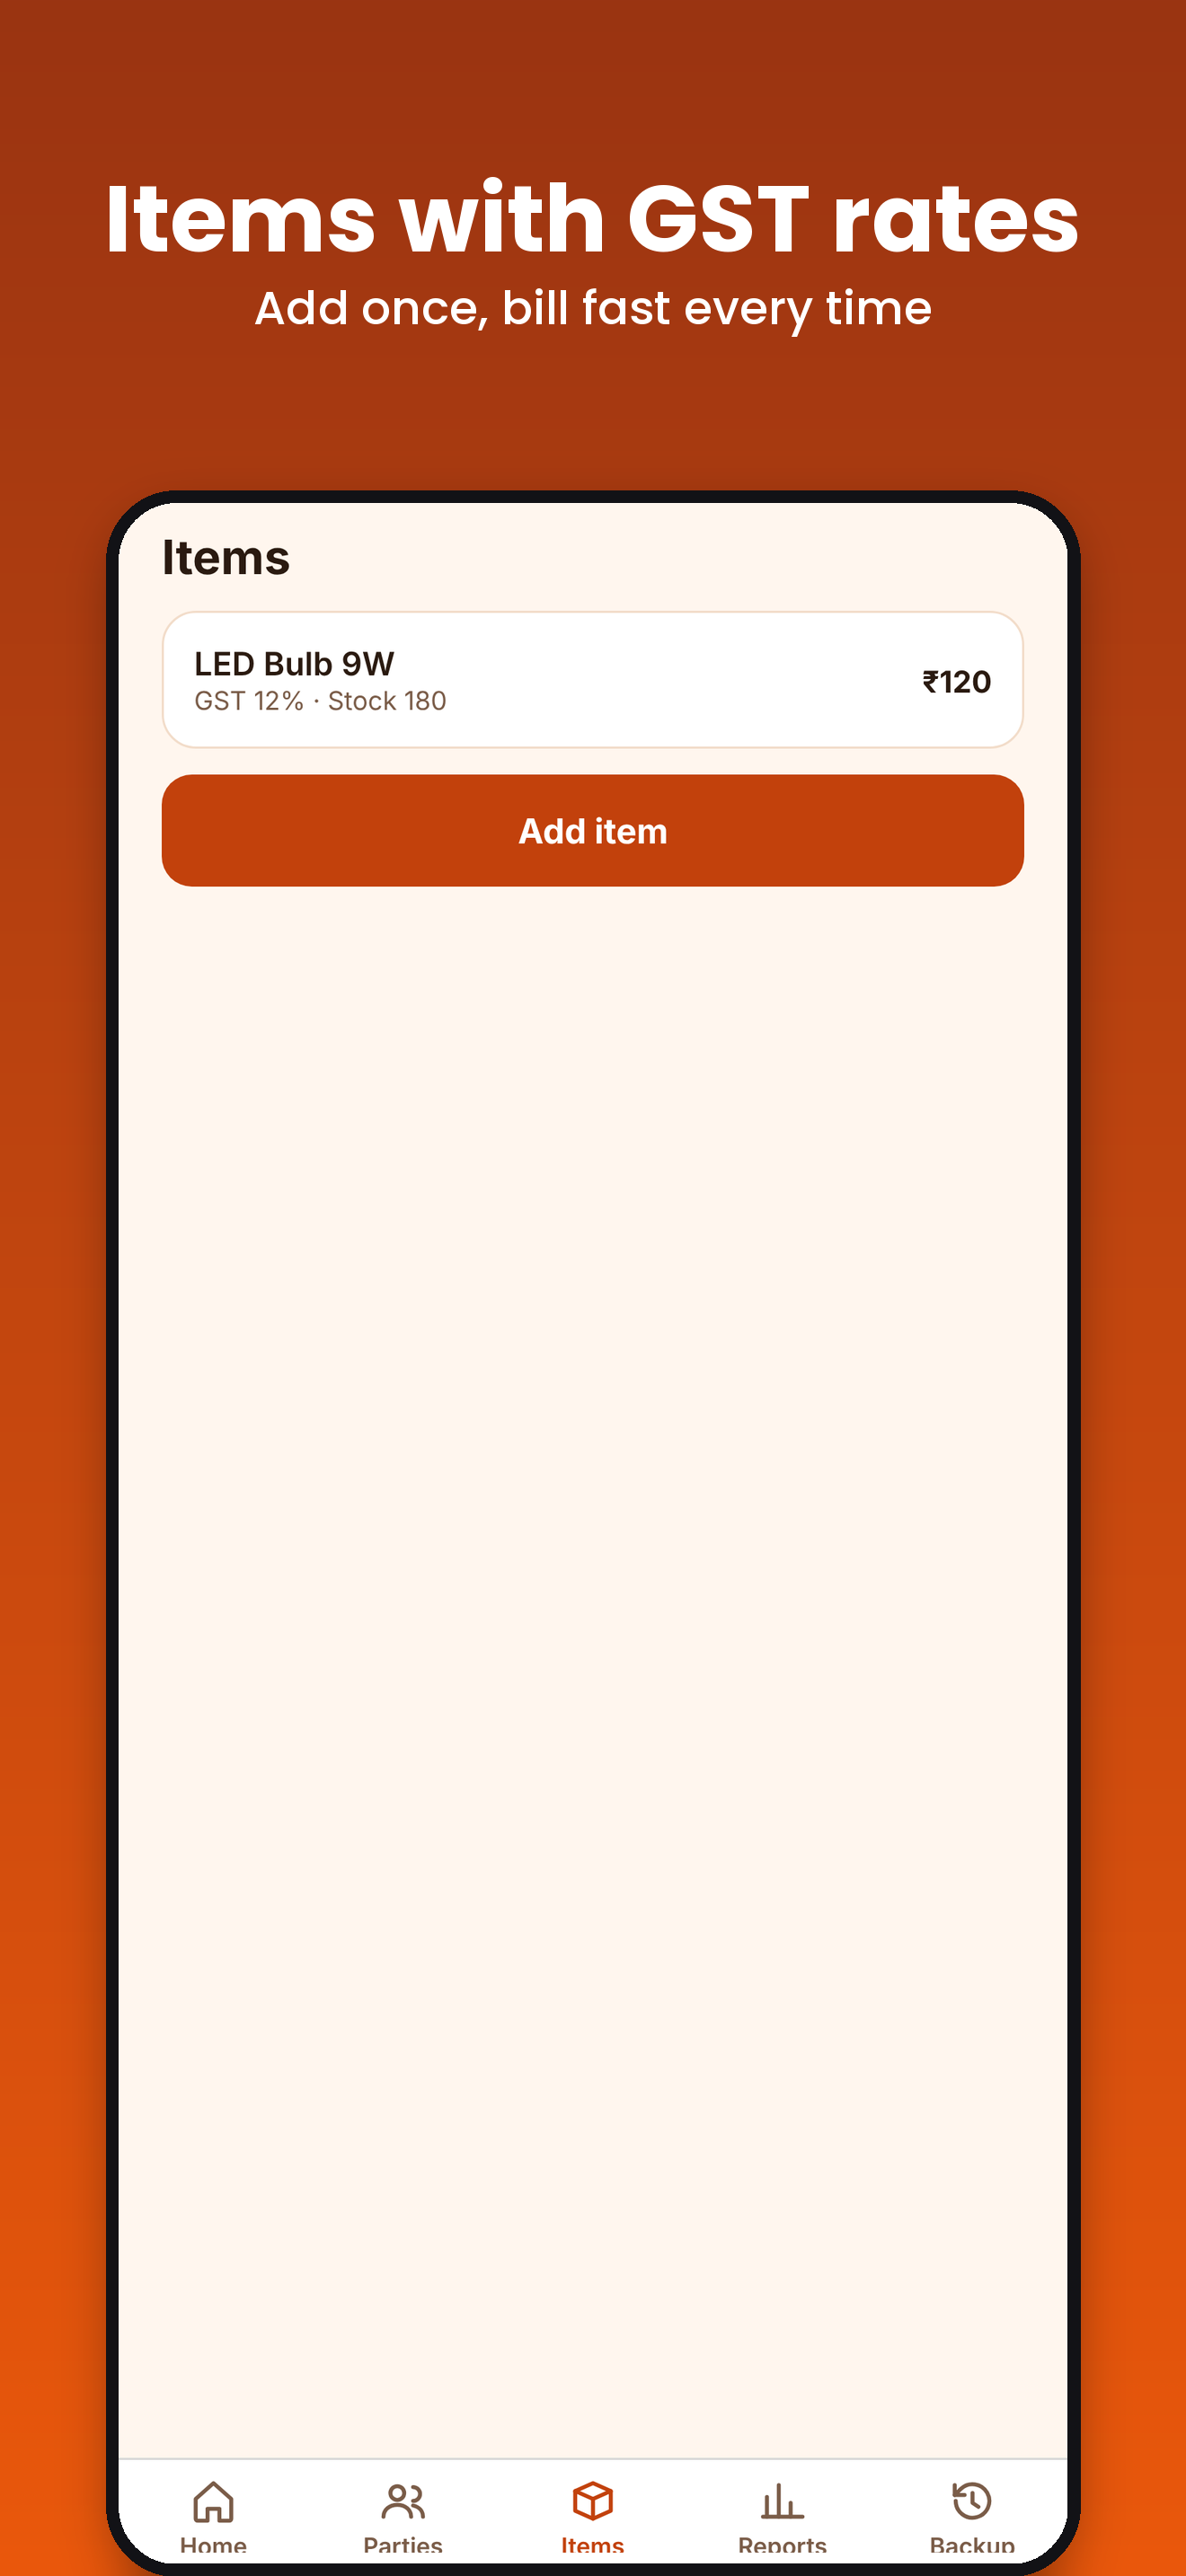 Items with GST rates
Add once, bill fast every time
Items
LED Bulb 9W
GST 12% · Stock 180
₹120
Add item
Home
Parties
Items
Reports
Backup